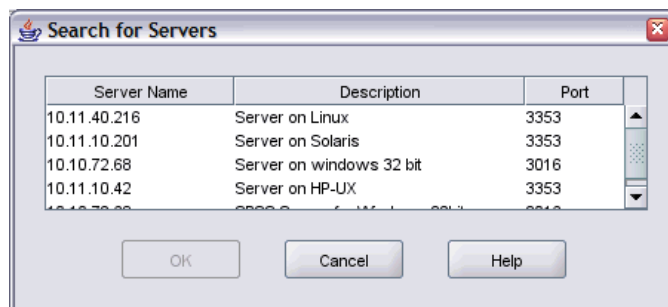 Search for Servers
Server Name Description Port
10.11.40.216 Server on Linux 3353
10.11.10.201 Server on Solaris 3353
10.10.72.68 Server on windows 32 bit 3016
10.11.10.42 Server on HP-UX 3353
OK Cancel Help